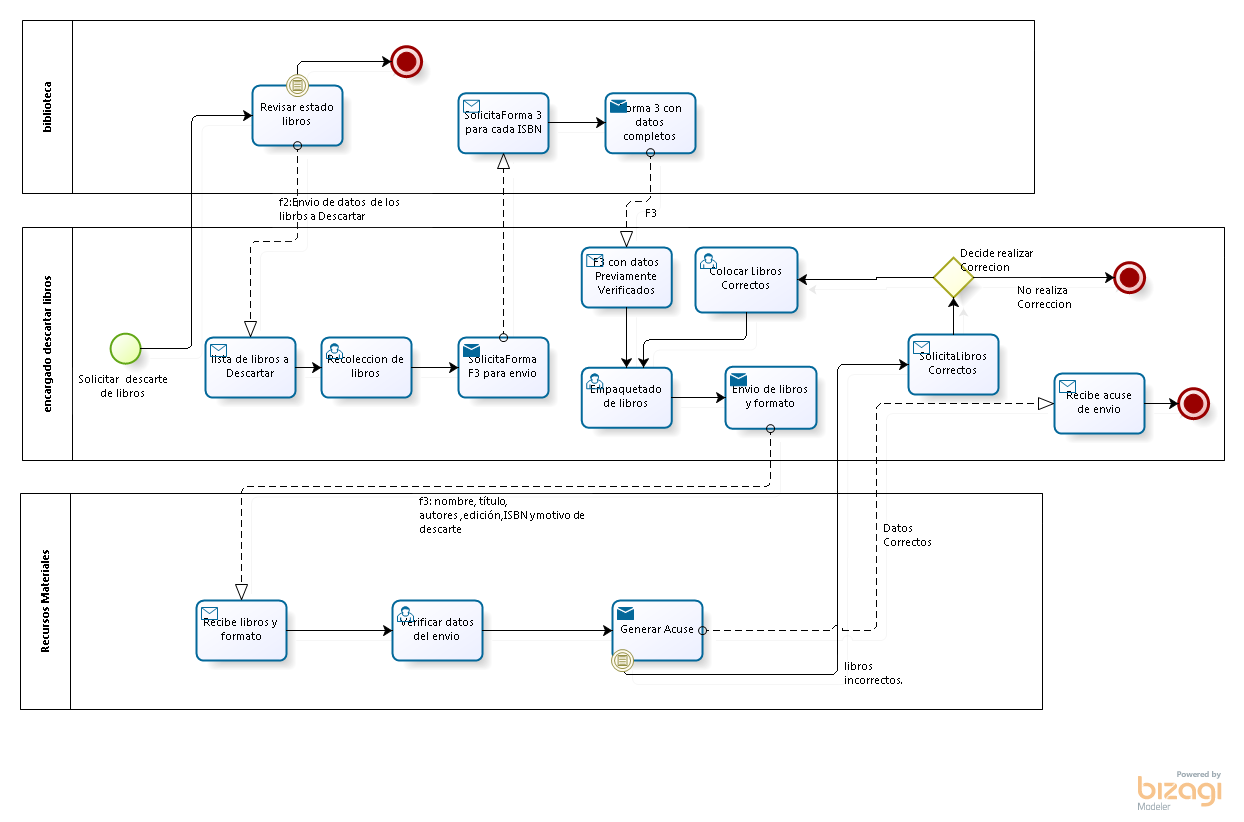 biblioteca
Revisar estado
libros
SolicitaForma 3
para cada ISBN
orma 3 con
datos
completos
f2:Envio de datos de los
libros a Descartar
F3
encargado descartar libros
Solicitar descarte
de libros
lista de libros a
Descartar
Recoleccion de
libros
SolicitaForma
F3 para envio
F3 con datos
Previamente
Verificados
Colocar Libros
Correctos
Decide realizar
Correcion
No realiza
Correccion
Empaquetado
de libros
Envio de libros
y formato
SolicitaLibros
Correctos
Recibe acuse
de envio
f3: nombre, título,
autores ,edición,ISBN ymotivo de
descarte
Datos
Correctos
Recursos Materiales
Recibe libros y
formato
Verificar datos
del envio
Generar Acuse
libros
incorrectos.
Powered by
bizagi
Modeler